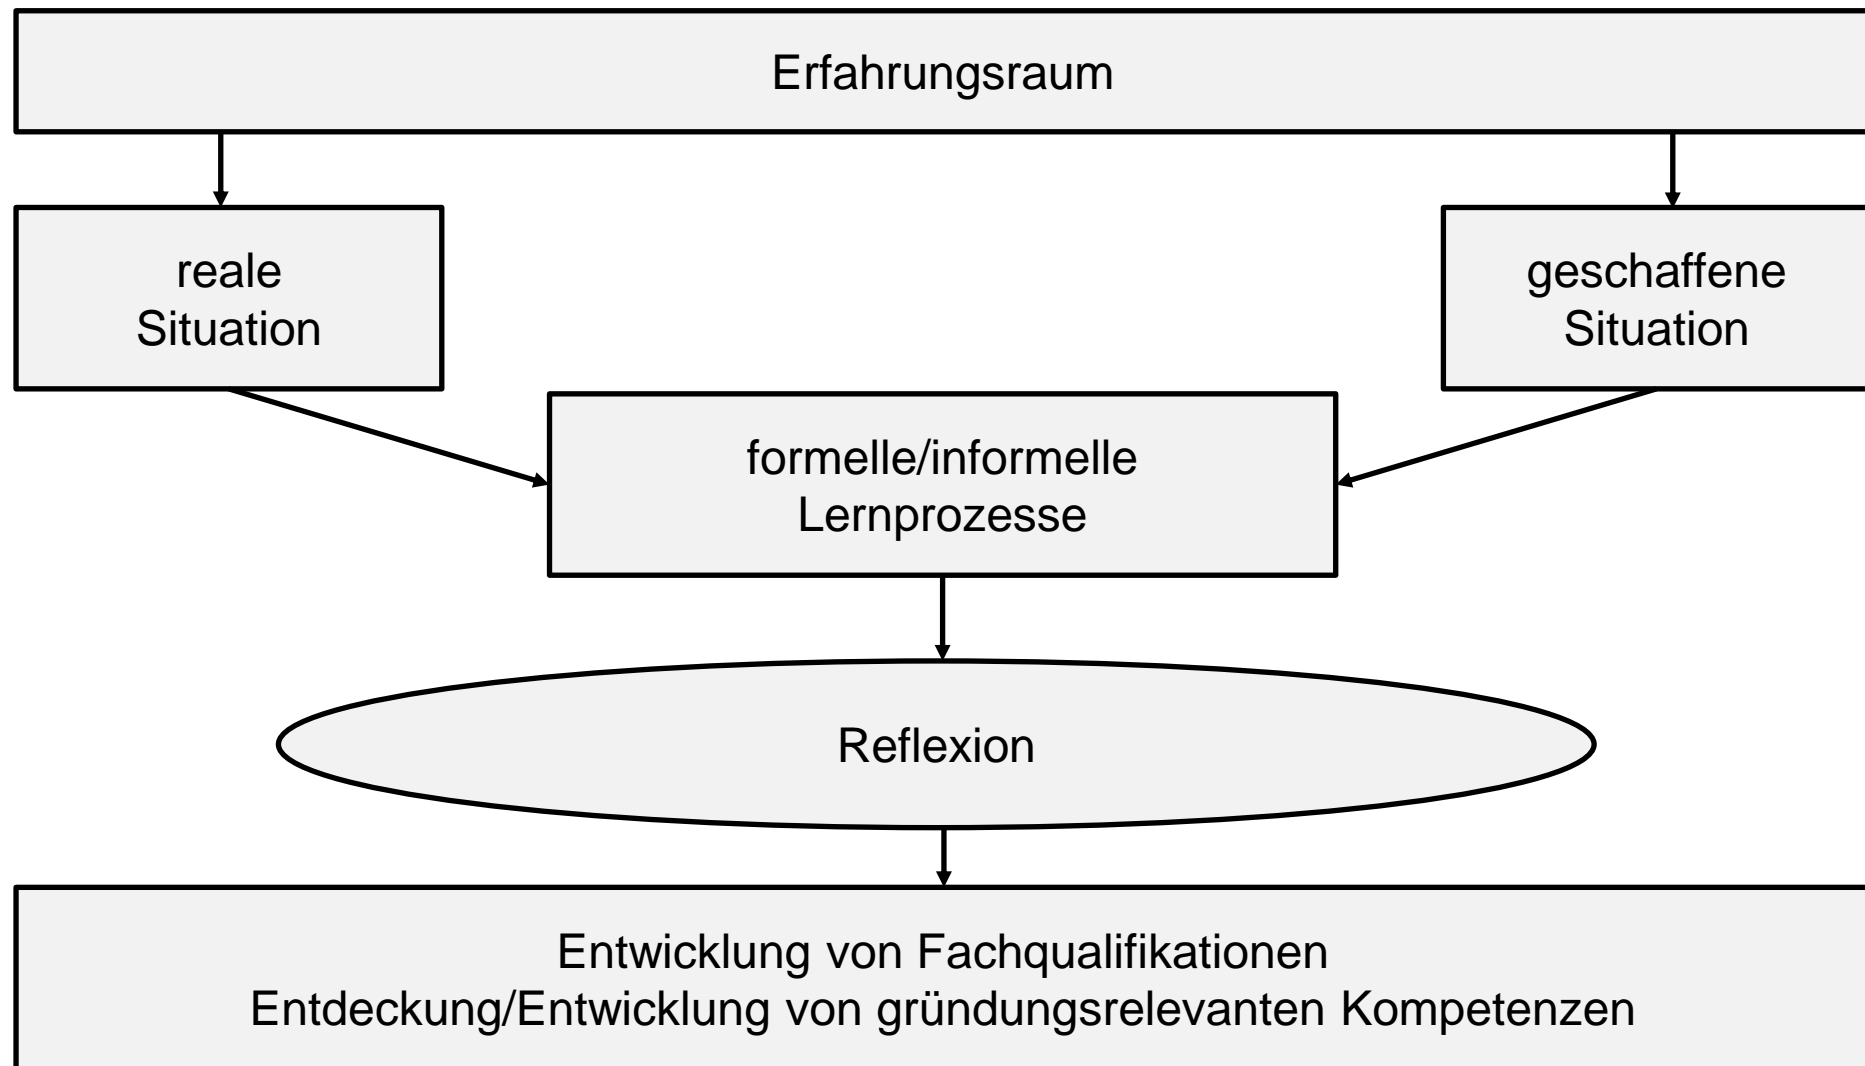 Erfahrungsraum
reale
Situation
geschaffene
Situation
formelle/informelle
Lernprozesse
Reflexion
Entwicklung von Fachqualifikationen
Entdeckung/Entwicklung von gründungsrelevanten Kompetenzen